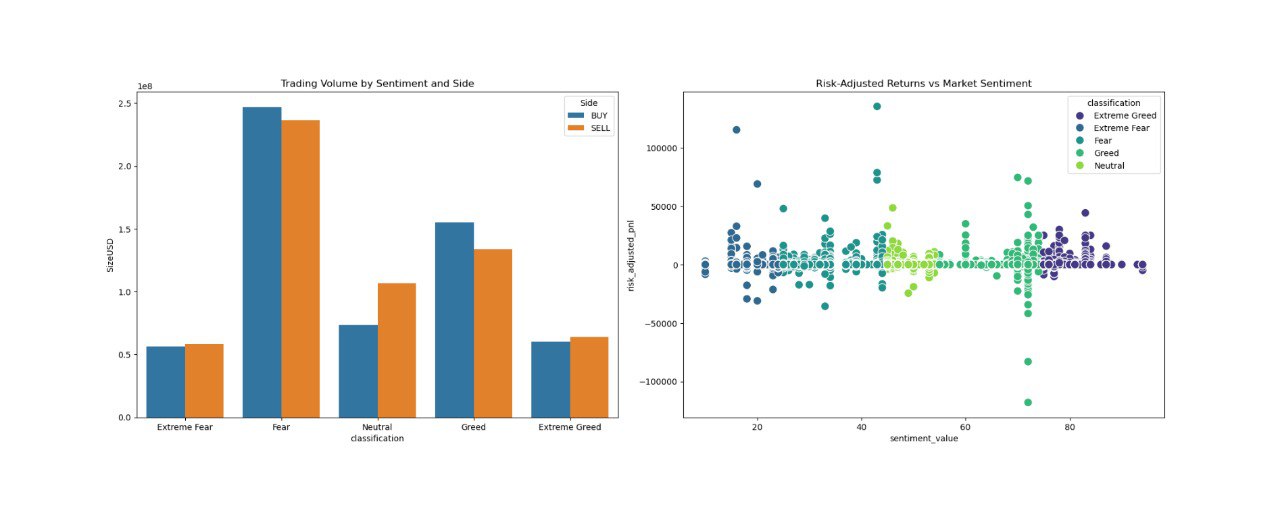 Trading Volume by Sentiment and Side
1e8
Side
BUY
SELL
2.5
2.0
1.5
1.0
0.5
0.0
SizeUSD
Extreme Fear
Fear
Neutral
Greed
Extreme Greed
classification
Risk-Adjusted Returns vs Market Sentiment
classification
Extreme Greed
Extreme Fear
Fear
Greed
Neutral
100000
50000
0
−50000
−100000
risk_adjusted_pnl
20
40
60
80
sentiment_value